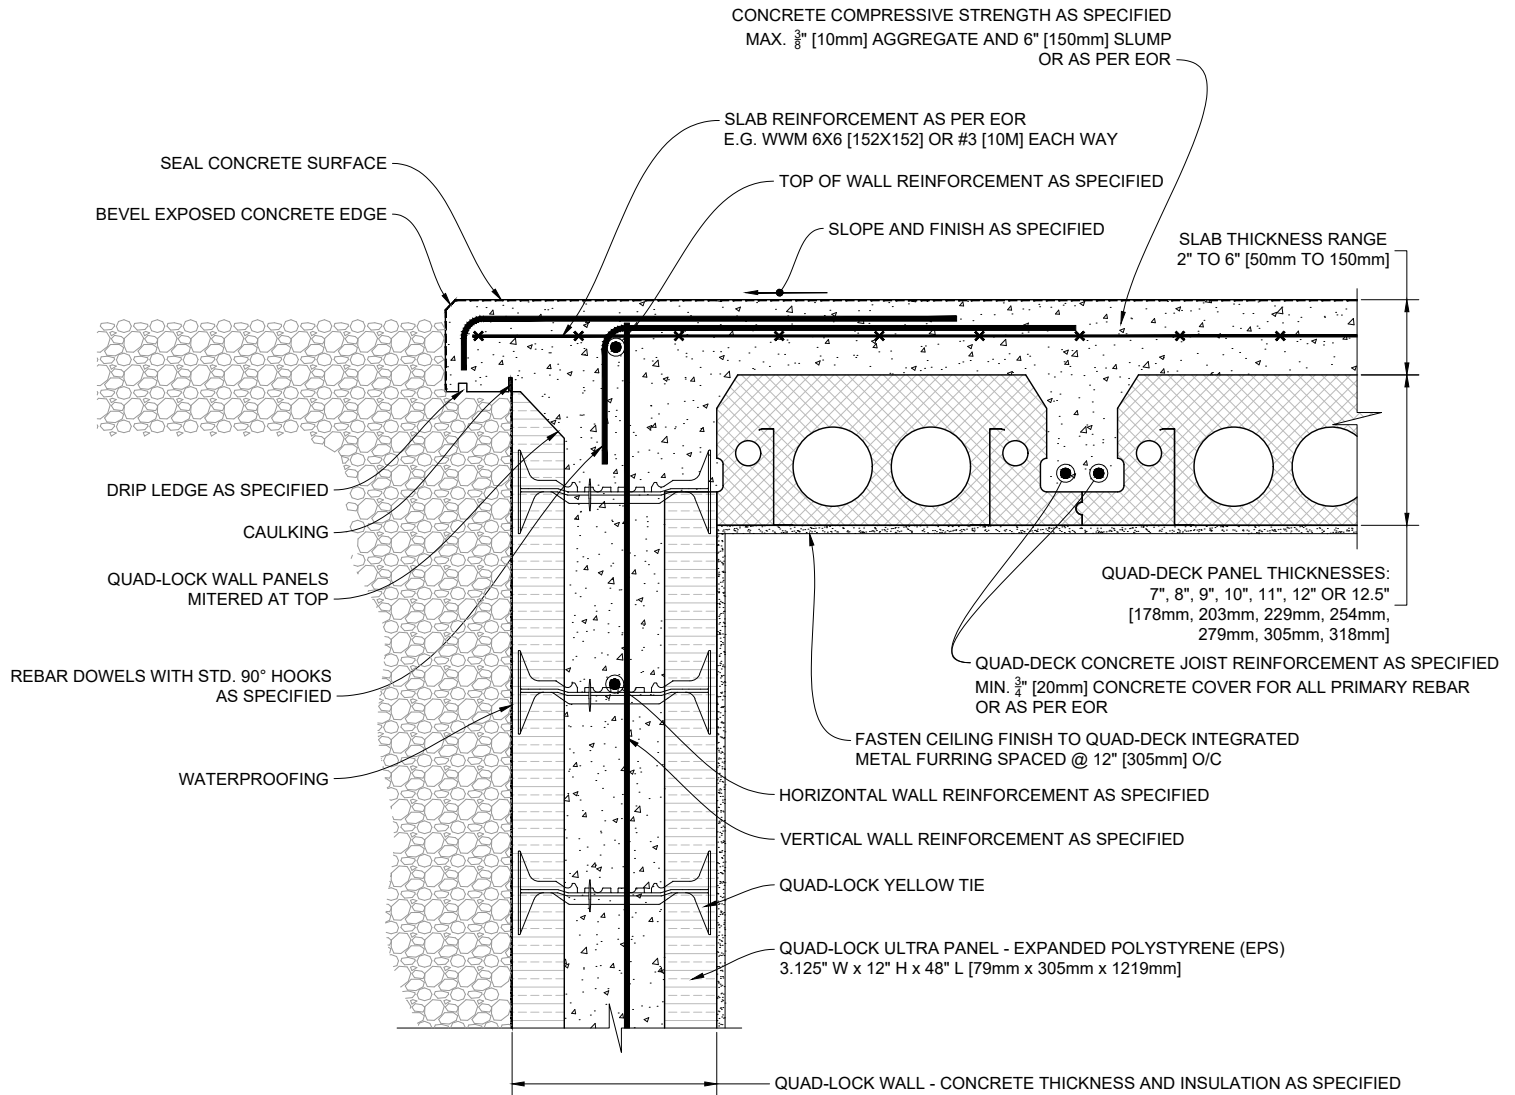 CONCRETE COMPRESSIVE STRENGTH AS SPECIFIED
MAX. 3/8" [10mm] AGGREGATE AND 6" [150mm] SLUMP
OR AS PER EOR
SLAB REINFORCEMENT AS PER EOR
E.G. WWM 6X6 [152X152] OR #3 [10M] EACH WAY
SEAL CONCRETE SURFACE
TOP OF WALL REINFORCEMENT AS SPECIFIED
BEVEL EXPOSED CONCRETE EDGE
SLOPE AND FINISH AS SPECIFIED
SLAB THICKNESS RANGE
2" TO 6" [50mm TO 150mm]
DRIP LEDGE AS SPECIFIED
CAULKING
QUAD-LOCK WALL PANELS
MITERED AT TOP
QUAD-DECK PANEL THICKNESSES:
7", 8", 9", 10", 11", 12" OR 12.5"
[178mm, 203mm, 229mm, 254mm,
279mm, 305mm, 318mm]
REBAR DOWELS WITH STD. 90° HOOKS
AS SPECIFIED
QUAD-DECK CONCRETE JOIST REINFORCEMENT AS SPECIFIED
MIN. 3/4" [20mm] CONCRETE COVER FOR ALL PRIMARY REBAR
OR AS PER EOR
FASTEN CEILING FINISH TO QUAD-DECK INTEGRATED
METAL FURRING SPACED @ 12" [305mm] O/C
WATERPROOFING
HORIZONTAL WALL REINFORCEMENT AS SPECIFIED
VERTICAL WALL REINFORCEMENT AS SPECIFIED
QUAD-LOCK YELLOW TIE
QUAD-LOCK ULTRA PANEL - EXPANDED POLYSTYRENE (EPS)
3.125" W x 12" H x 48" L [79mm x 305mm x 1219mm]
QUAD-LOCK WALL - CONCRETE THICKNESS AND INSULATION AS SPECIFIED